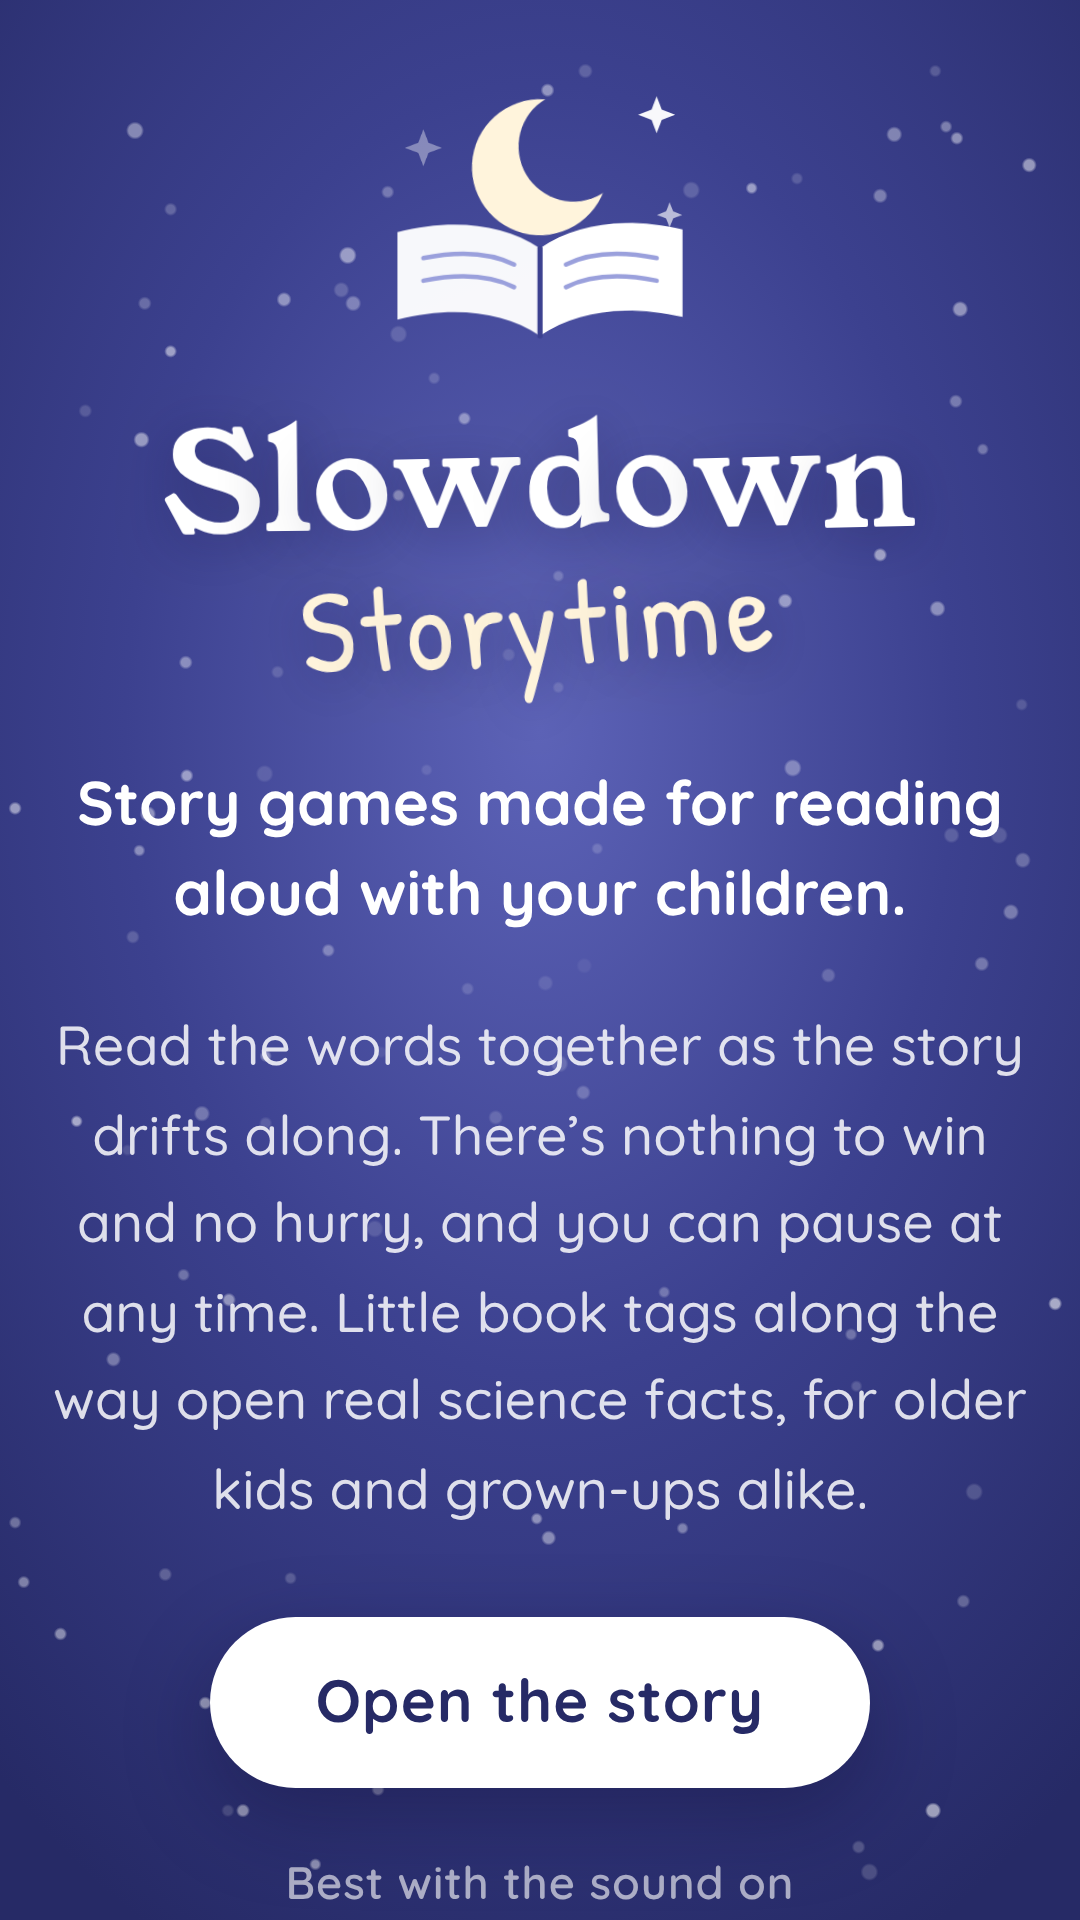 Slowdown
Storytime
Story games made for reading
aloud with your children.
Read the words together as the story
drifts along. There’s nothing to win
and no hurry, and you can pause at
any time. Little book tags along the
way open real science facts, for older
kids and grown-ups alike.
Open the story
Best with the sound on